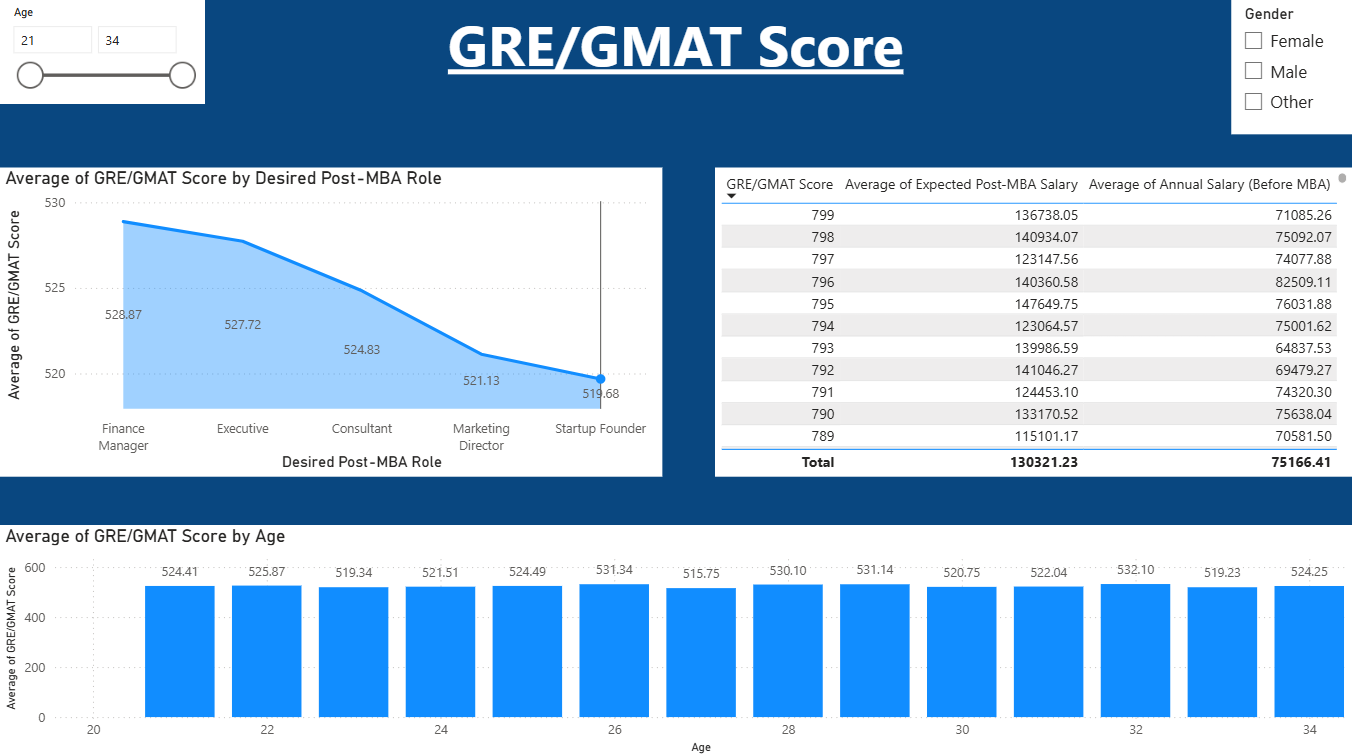 Age
21 34
GRE/GMAT Score
Gender
Female
Male
Other
Average of GRE/GMAT Score by Desired Post-MBA Role
Average of GRE/GMAT Score
530
525
520
528.87
527.72
524.83
521.13
519.68
Finance Manager
Executive
Consultant
Marketing Director
Startup Founder
Desired Post-MBA Role
GRE/GMAT Score Average of Expected Post-MBA Salary Average of Annual Salary (Before MBA)
799 136738.05 71085.26
798 140934.07 75092.07
797 123147.56 74077.88
796 140360.58 82509.11
795 147649.75 76031.88
794 123064.57 75001.62
793 139986.59 64837.53
792 141046.27 69479.27
791 124453.10 74320.30
790 133170.52 75638.04
789 115101.17 70581.50
Total 130321.23 75166.41
Average of GRE/GMAT Score by Age
Average of GRE/GMAT Score
600
400
200
0
524.41 525.87 519.34 521.51 524.49 531.34 515.75 530.10 531.14 520.75 522.04 532.10 519.23 524.25
20 22 24 26 28 30 32 34
Age